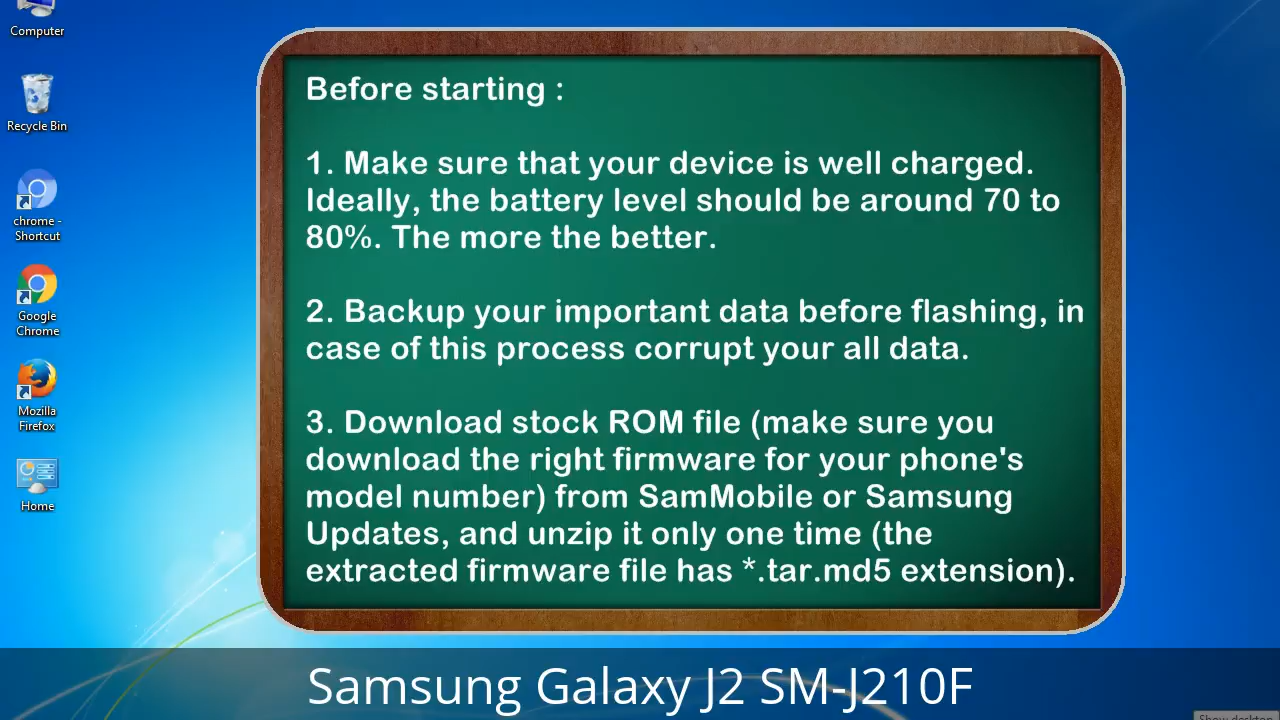 Computer
Recycle Bin
chrome -
Shortcut
Google
Chrome
Mozilla
Firefox
Home
Before starting :
1. Make sure that your device is well charged.
Ideally, the battery level should be around 70 to
80%. The more the better.
2. Backup your important data before flashing, in
case of this process corrupt your all data.
3. Download stock ROM file (make sure you
download the right firmware for your phone's
model number) from SamMobile or Samsung
Updates, and unzip it only one time (the
extracted firmware file has *.tar.md5 extension).
Samsung Galaxy J2 SM-J210F
Show desktop